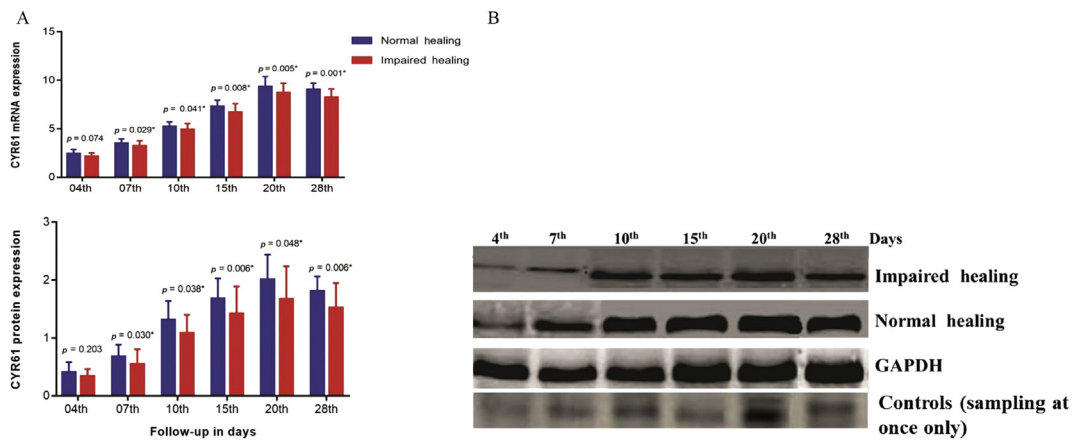 A
B
CYR61 mRNA expression
15
10
5
0
Normal healing
Impaired healing
p = 0.074
p = 0.029*
p = 0.041*
p = 0.008*
p = 0.005*
p = 0.001*
04th 07th 10th 15th 20th 28th
CYR61 protein expression
3
2
1
0
p = 0.203
p = 0.030*
p = 0.038*
p = 0.006*
p = 0.048*
p = 0.006*
04th 07th 10th 15th 20th 28th
Follow-up in days
4th 7th 10th 15th 20th 28th Days
Impaired healing
Normal healing
GAPDH
Controls (sampling at
once only)